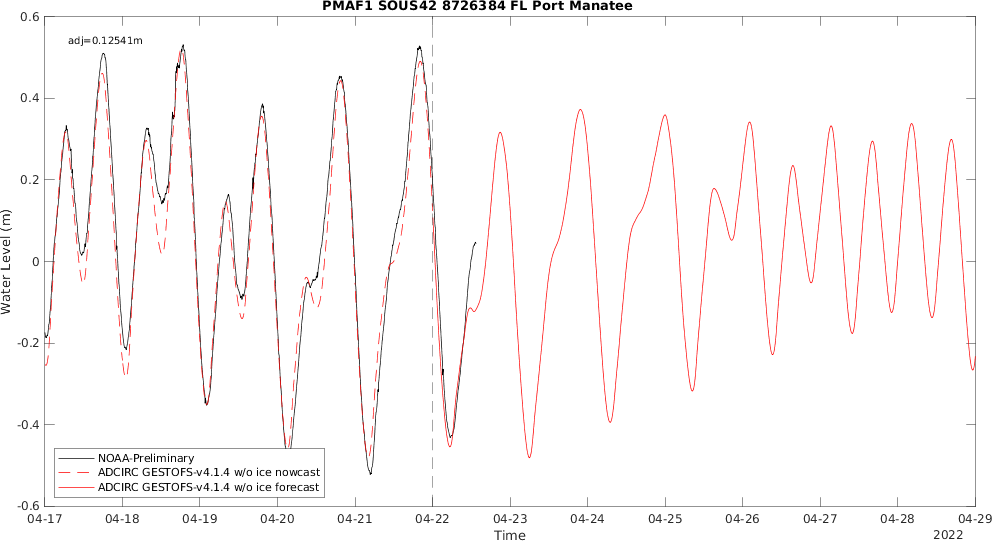 PMAF1 SOUS42 8726384 FL Port Manatee
adj=0.12541m
0.6
0.4
0.2
0
-0.2
-0.4
-0.6
Water Level (m)
NOAA-Preliminary
ADCIRC GESTOFS-v4.1.4 w/o ice nowcast
ADCIRC GESTOFS-v4.1.4 w/o ice forecast
04-17 04-18 04-19 04-20 04-21 04-22 04-23 04-24 04-25 04-26 04-27 04-28 04-29
Time
2022